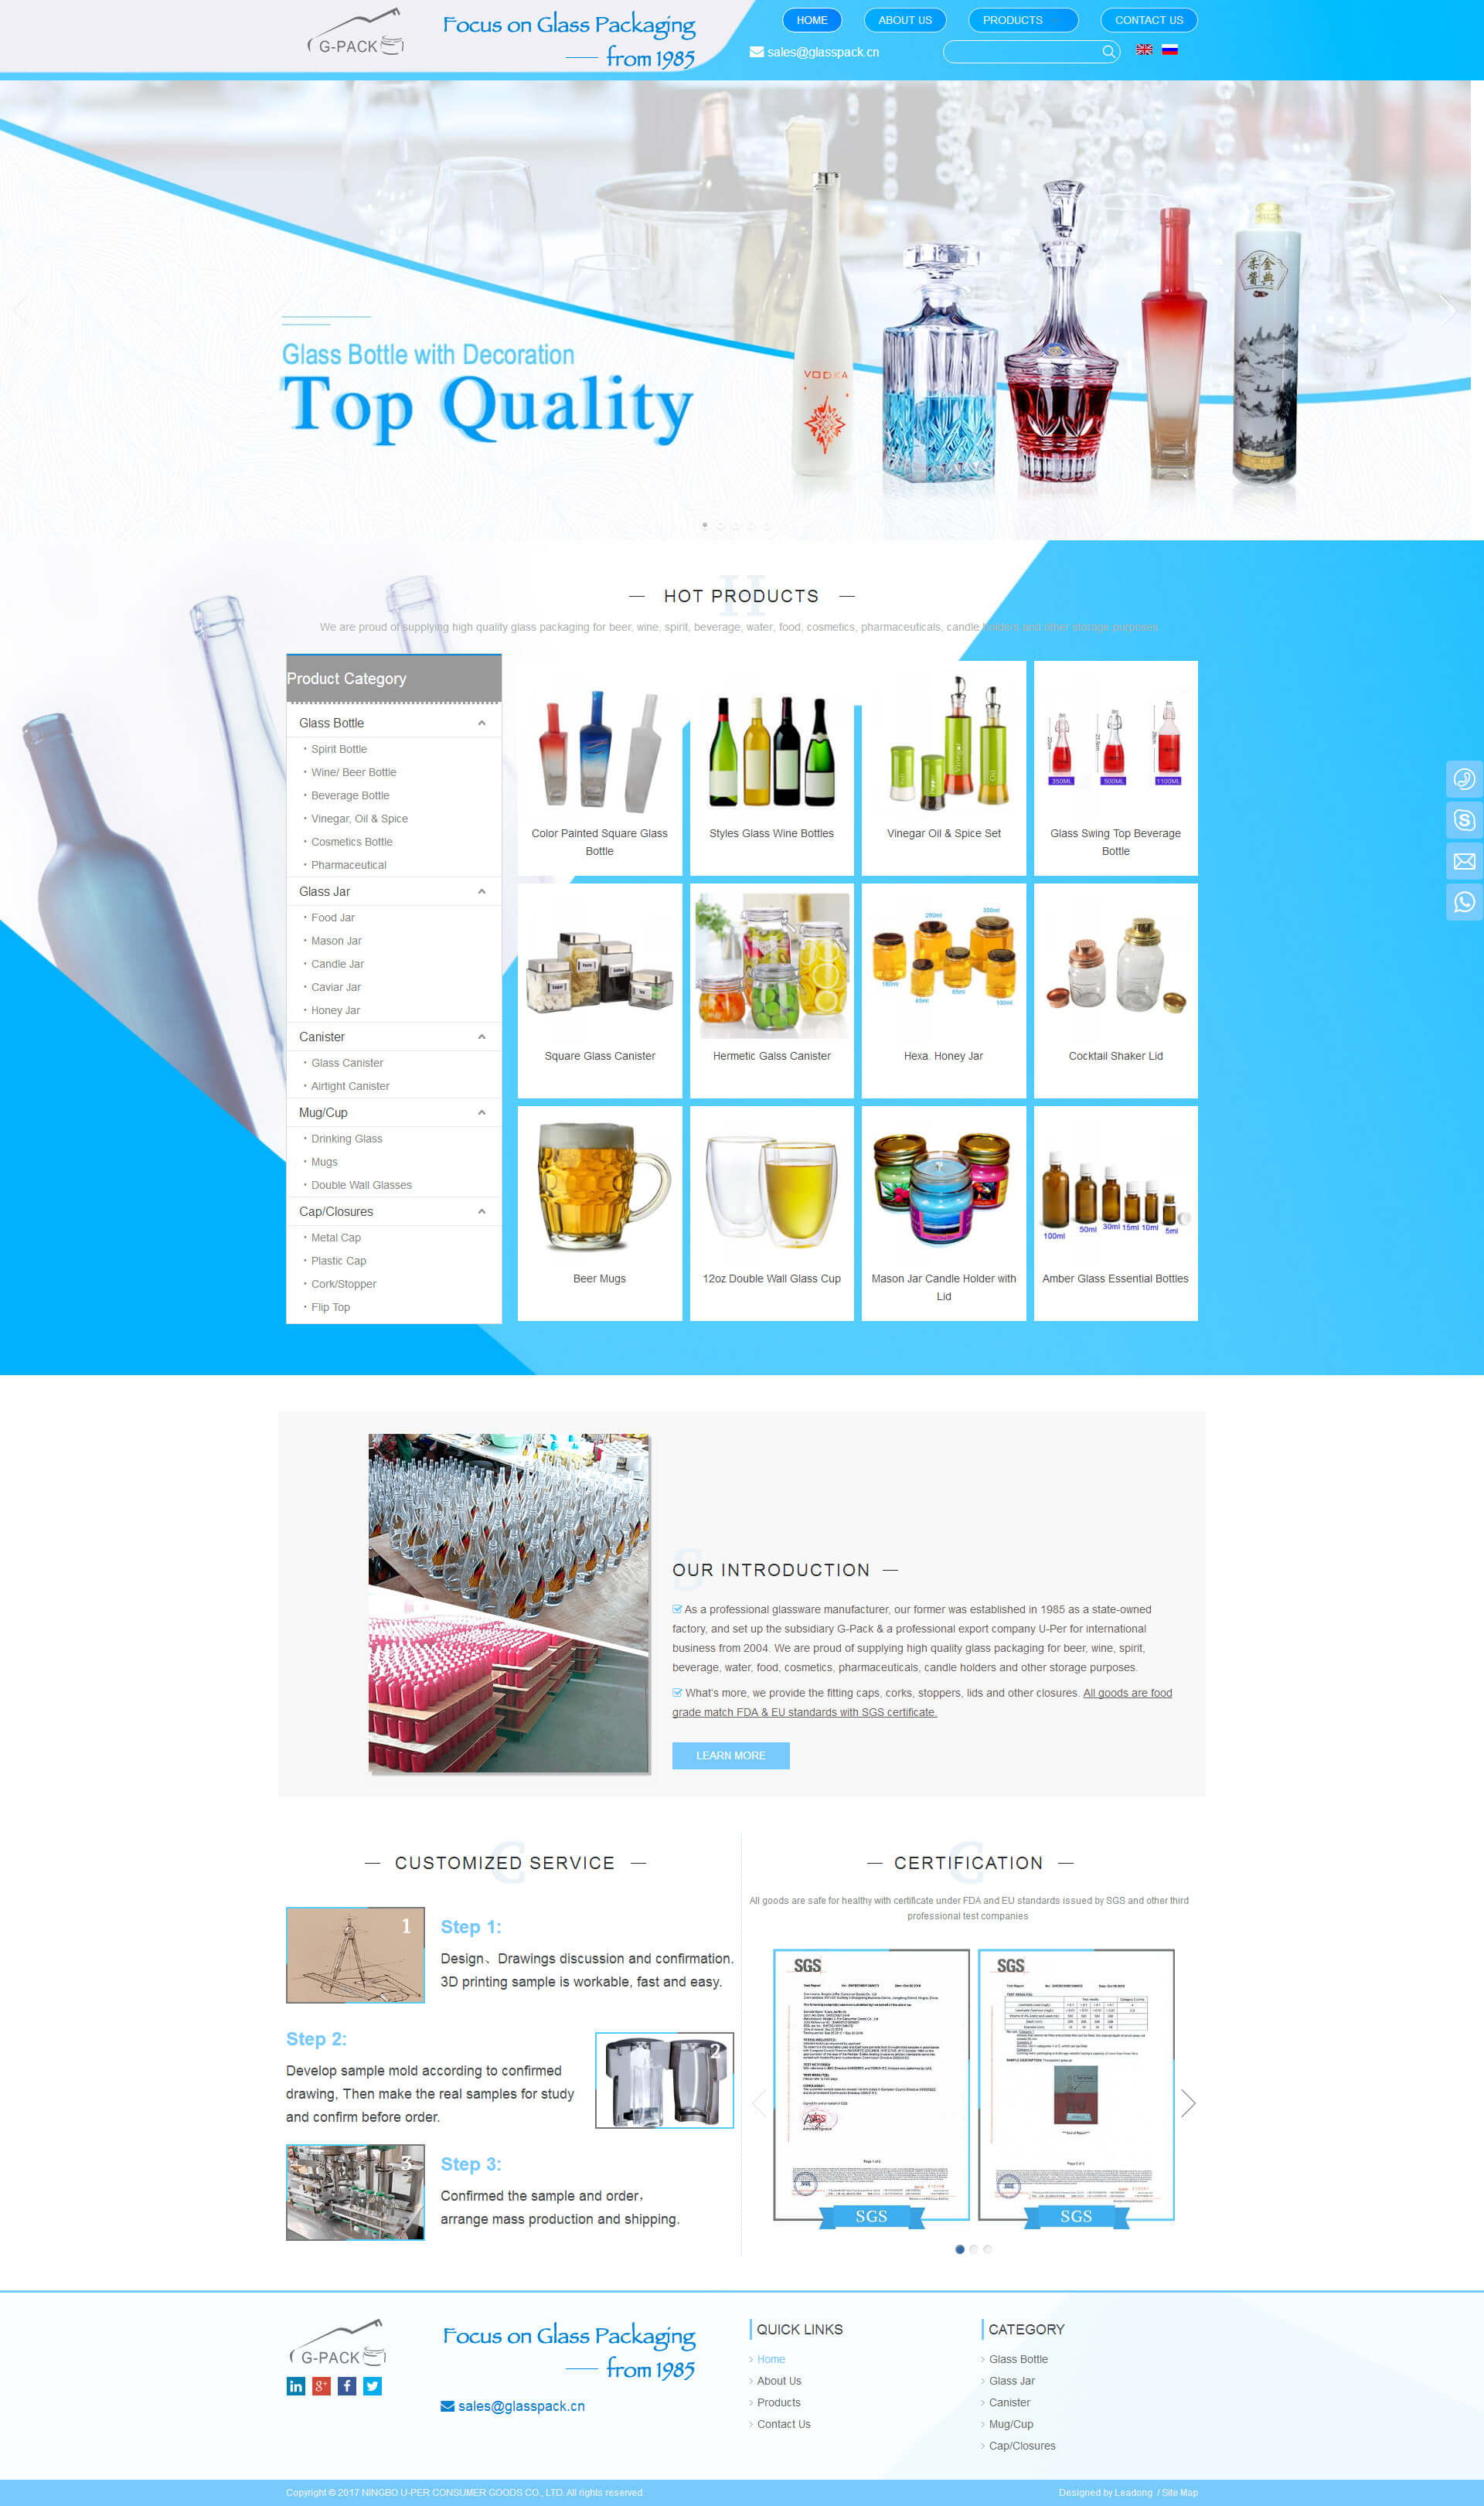 G-PACK
Focus on Glass Packaging
from 1985
HOME
ABOUT US
PRODUCTS
CONTACT US
sales@glasspack.cn
Glass Bottle with Decoration
Top Quality
VODKA
金典
柔酱
HOT PRODUCTS
We are proud of supplying high quality glass packaging for beer, wine, spirit, beverage, water, food, cosmetics, pharmaceuticals, candle holders and other storage purposes.
Product Category
Glass Bottle
Spirit Bottle
Wine/ Beer Bottle
Beverage Bottle
Vinegar, Oil & Spice
Cosmetics Bottle
Pharmaceutical
Glass Jar
Food Jar
Mason Jar
Candle Jar
Caviar Jar
Honey Jar
Canister
Glass Canister
Airtight Canister
Mug/Cup
Drinking Glass
Mugs
Double Wall Glasses
Cap/Closures
Metal Cap
Plastic Cap
Cork/Stopper
Flip Top
Color Painted Square Glass
Bottle
Styles Glass Wine Bottles
Vinegar Oil & Spice Set
350ML
500ML
1100ML
Glass Swing Top Beverage
Bottle
Square Glass Canister
Hermetic Galss Canister
280ml
350ml
180ml
45ml
85ml
100ml
Hexa. Honey Jar
Cocktail Shaker Lid
Beer Mugs
12oz Double Wall Glass Cup
Mason Jar Candle Holder with
Lid
100ml
50ml
30ml
15ml
10ml
5ml
Amber Glass Essential Bottles
OUR INTRODUCTION
As a professional glassware manufacturer, our former was established in 1985 as a state-owned
factory, and set up the subsidiary G-Pack & a professional export company U-Per for international
business from 2004. We are proud of supplying high quality glass packaging for beer, wine, spirit,
beverage, water, food, cosmetics, pharmaceuticals, candle holders and other storage purposes.
What's more, we provide the fitting caps, corks, stoppers, lids and other closures. All goods are food
grade match FDA & EU standards with SGS certificate.
LEARN MORE
CUSTOMIZED SERVICE
1
Step 1:
Design、Drawings discussion and confirmation.
3D printing sample is workable, fast and easy.
Step 2:
Develop sample mold according to confirmed
drawing, Then make the real samples for study
and confirm before order.
2
3
Step 3:
Confirmed the sample and order，
arrange mass production and shipping.
CERTIFICATION
All goods are safe for healthy with certificate under FDA and EU standards issued by SGS and other third
professional test companies
SGS
SGS
SGS
SGS
G-PACK
Focus on Glass Packaging
from 1985
sales@glasspack.cn
QUICK LINKS
Home
About Us
Products
Contact Us
CATEGORY
Glass Bottle
Glass Jar
Canister
Mug/Cup
Cap/Closures
Copyright © 2017 NINGBO U-PER CONSUMER GOODS CO., LTD. All rights reserved.
Designed by Leadong / Site Map